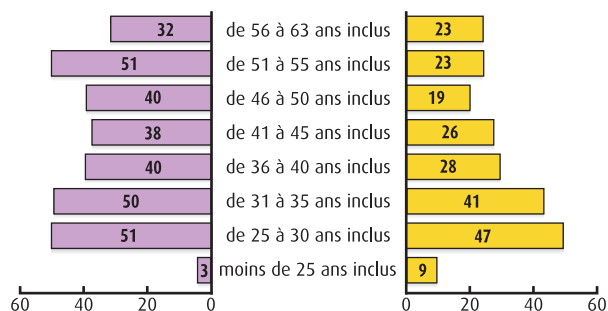 32 de 56 à 63 ans inclus 23
51 de 51 à 55 ans inclus 23
40 de 46 à 50 ans inclus 19
38 de 41 à 45 ans inclus 26
40 de 36 à 40 ans inclus 28
50 de 31 à 35 ans inclus 41
51 de 25 à 30 ans inclus 47
3 moins de 25 ans inclus 9
60 40 20 0 0 20 40 60